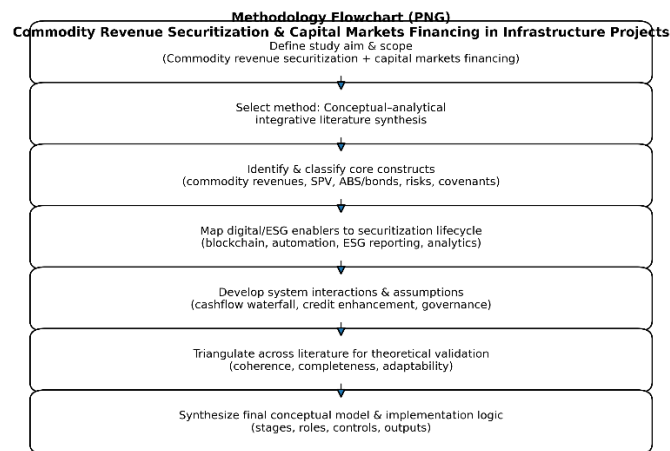 Methodology Flowchart (PNG)
Commodity Revenue Securitization & Capital Markets Financing in Infrastructure Projects
Define study aim & scope
(Commodity revenue securitization + capital markets financing)
Select method: Conceptual–analytical
integrative literature synthesis
Identify & classify core constructs
(commodity revenues, SPV, ABS/bonds, risks, covenants)
Map digital/ESG enablers to securitization lifecycle
(blockchain, automation, ESG reporting, analytics)
Develop system interactions & assumptions
(cashflow waterfall, credit enhancement, governance)
Triangulate across literature for theoretical validation
(coherence, completeness, adaptability)
Synthesize final conceptual model & implementation logic
(stages, roles, controls, outputs)